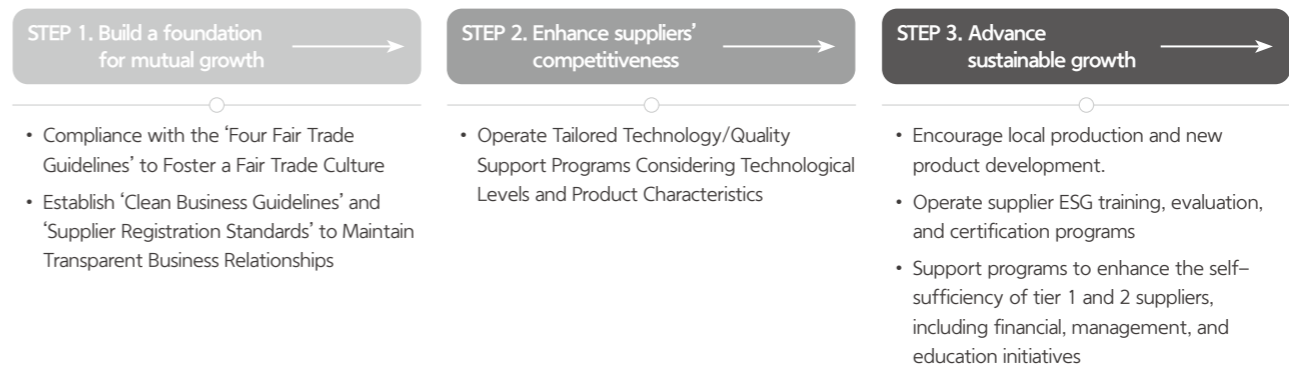 STEP 1. Build a foundation
for mutual growth
• Compliance with the ‘Four Fair Trade
Guidelines’ to Foster a Fair Trade Culture
• Establish ‘Clean Business Guidelines’ and
‘Supplier Registration Standards’ to Maintain
Transparent Business Relationships
STEP 2. Enhance suppliers’
competitiveness
• Operate Tailored Technology/Quality
Support Programs Considering Technological
Levels and Product Characteristics
STEP 3. Advance
sustainable growth
• Encourage local production and new
product development.
• Operate supplier ESG training, evaluation,
and certification programs
• Support programs to enhance the self–
sufficiency of tier 1 and 2 suppliers,
including financial, management, and
education initiatives